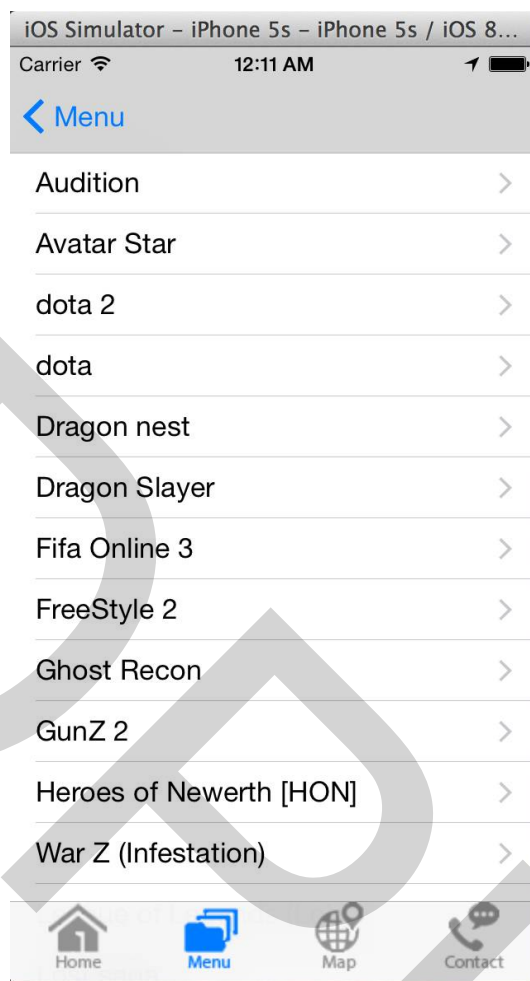 iOS Simulator – iPhone 5s – iPhone 5s / iOS 8...
Carrier 12:11 AM
Menu
Audition
Avatar Star
dota 2
dota
Dragon nest
Dragon Slayer
Fifa Online 3
FreeStyle 2
Ghost Recon
GunZ 2
Heroes of Newerth [HON]
War Z (Infestation)
Home Menu Map Contact